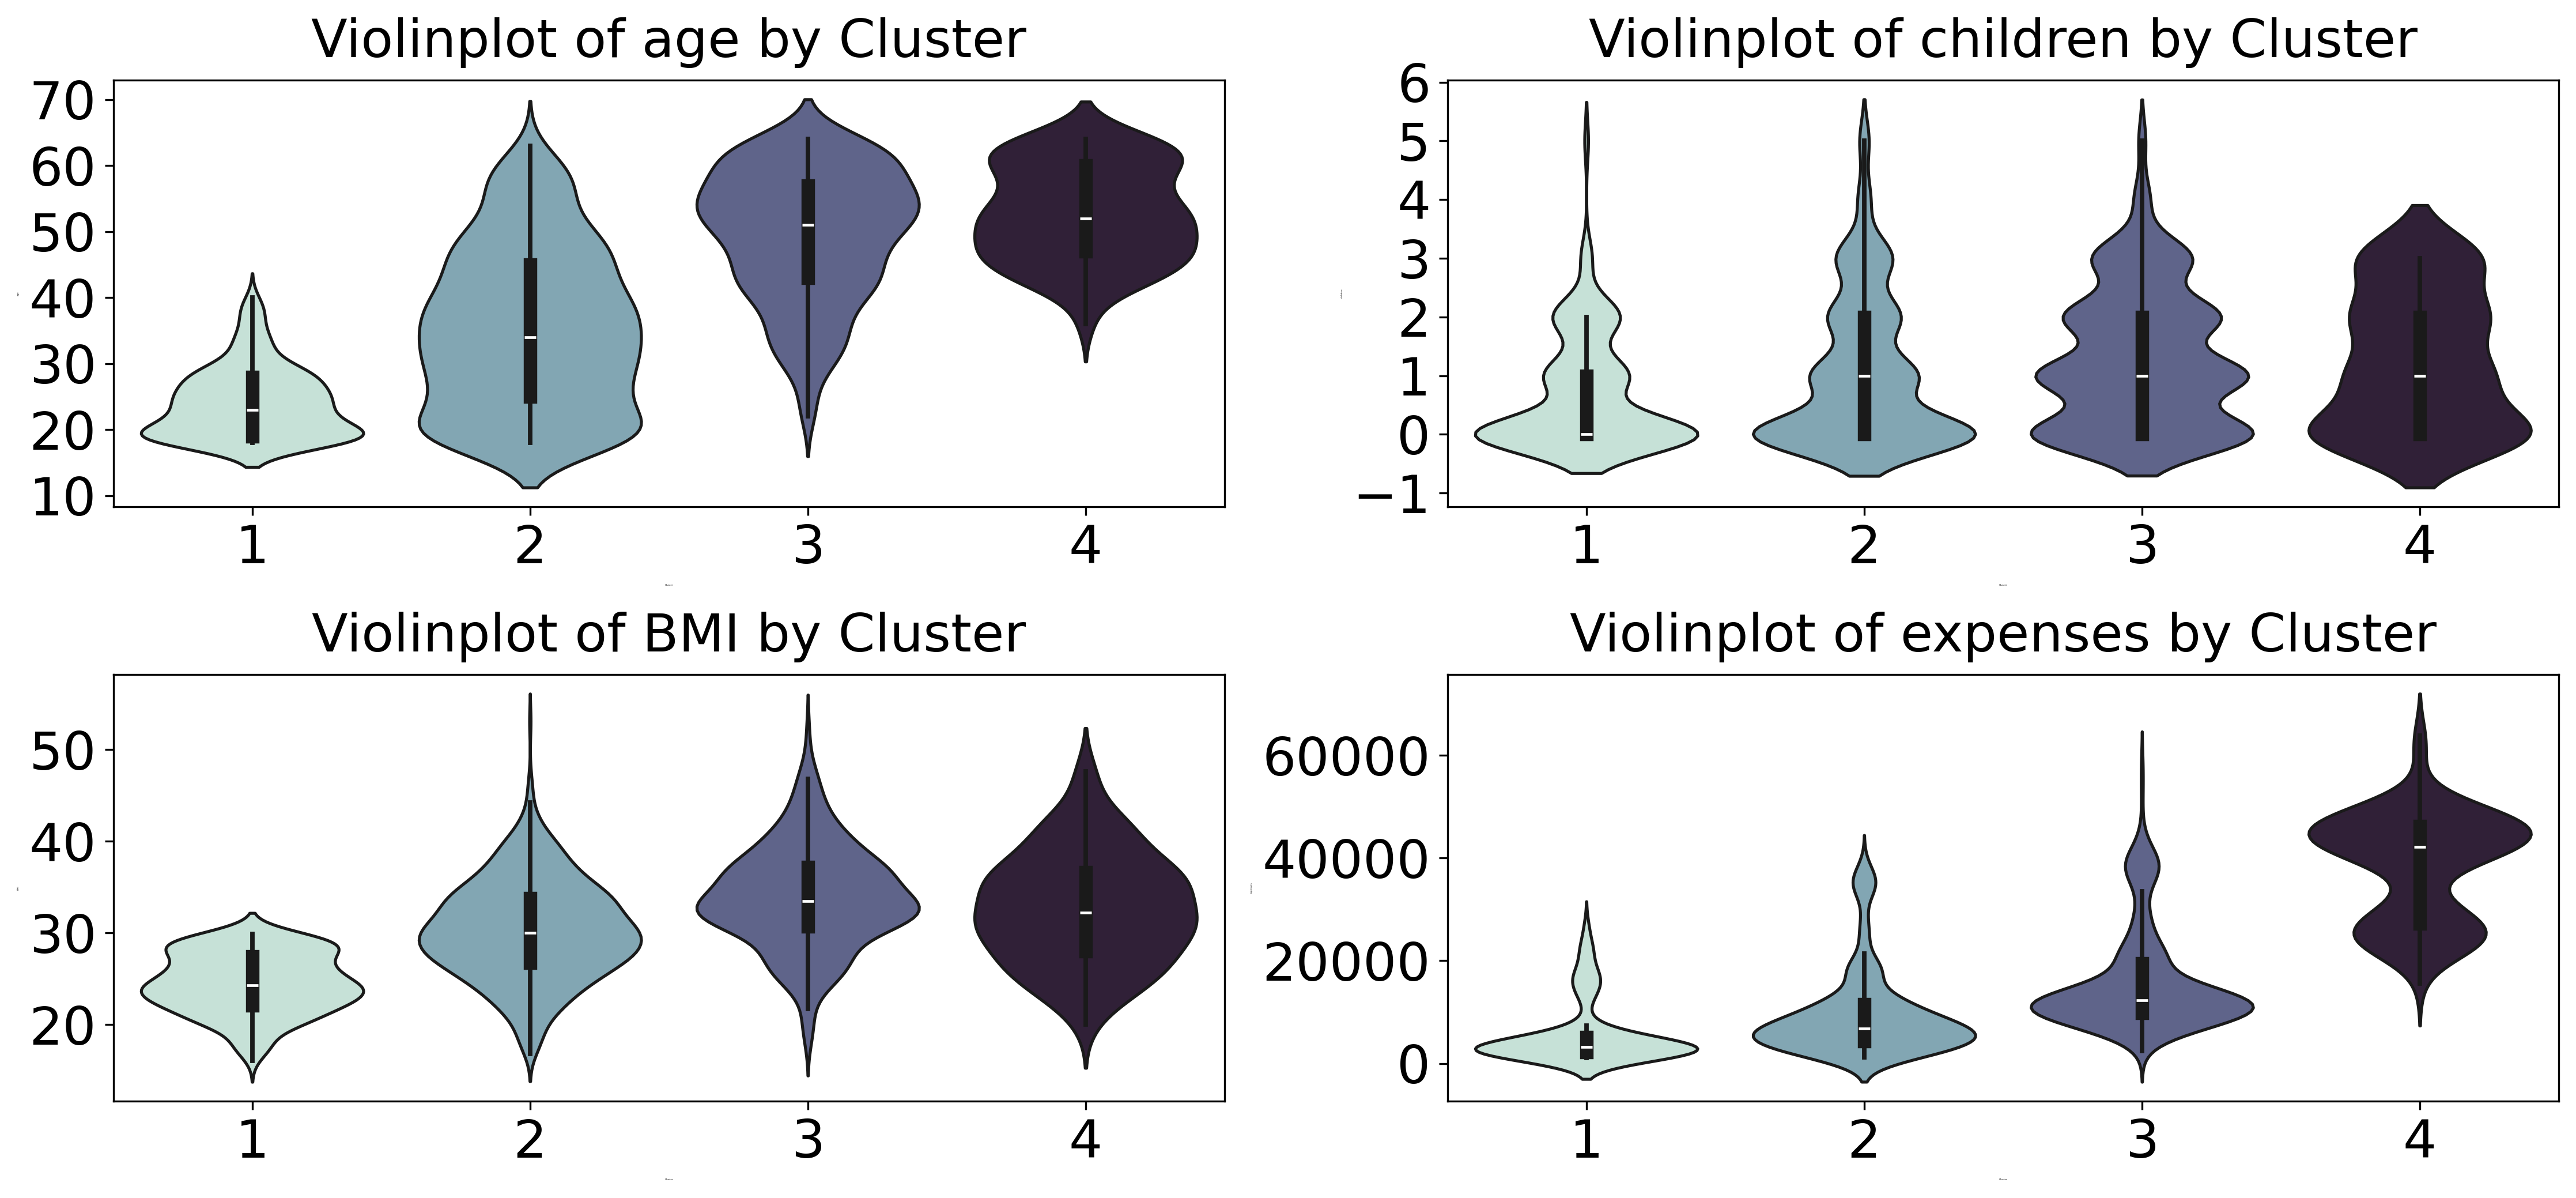 Violinplot of age by Cluster
70
60
50
40
30
20
10
1 2 3 4
Violinplot of children by Cluster
6
5
4
3
2
1
0
−1
1 2 3 4
Violinplot of BMI by Cluster
50
40
30
20
1 2 3 4
Violinplot of expenses by Cluster
60000
40000
20000
0
1 2 3 4